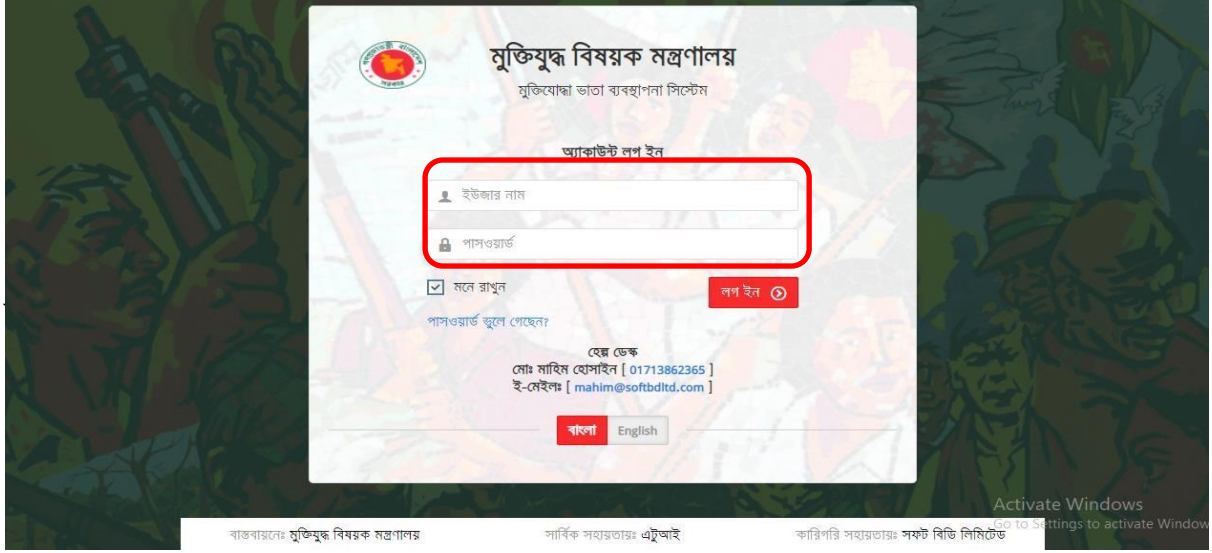 মুক্তিযুদ্ধ বিষয়ক মন্ত্রণালয়
মুক্তিযোদ্ধা ভাতা ব্যবস্থাপনা সিস্টেম
অ্যাকাউন্ট লগ ইন
ইউজার নাম
পাসওয়ার্ড
মনে রাখুন
লগ ইন
পাসওয়ার্ড ভুলে গেছেন?
হেল্প ডেস্ক
মোঃ মাহিম হোসাইন [ 01713862365 ]
ই-মেইলঃ [ mahim@softbdltd.com ]
বাংলা English
Activate Windows
Go to Settings to activate Window
বাস্তবায়নেঃ মুক্তিযুদ্ধ বিষয়ক মন্ত্রণালয় সার্বিক সহায়তায়ঃ এটুআই কারিগরি সহায়তায়ঃ সফট বিডি লিমিটেড